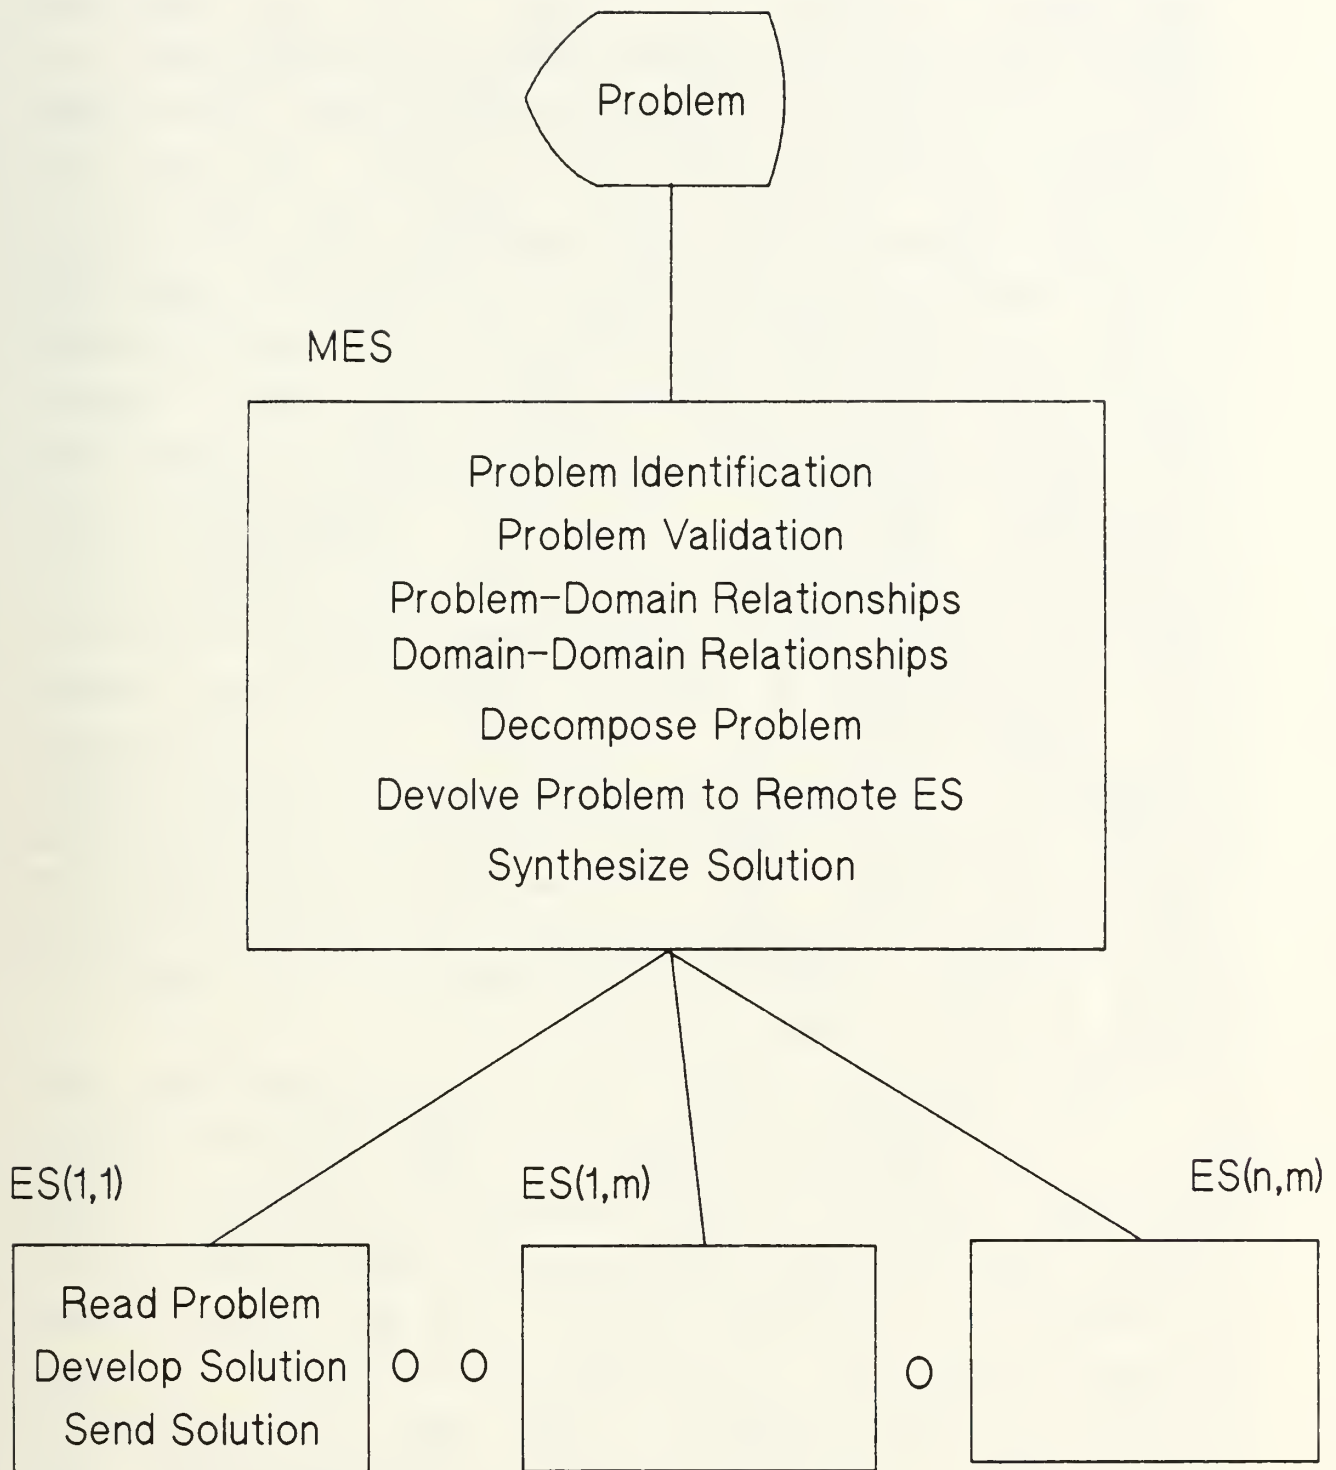 Problem
MES
Problem Identification
Problem Validation
Problem-Domain Relationships
Domain-Domain Relationships
Decompose Problem
Devolve Problem to Remote ES
Synthesize Solution
ES(1,1)
ES(1,m)
ES(n,m)
Read Problem
Develop Solution
Send Solution
O O
O